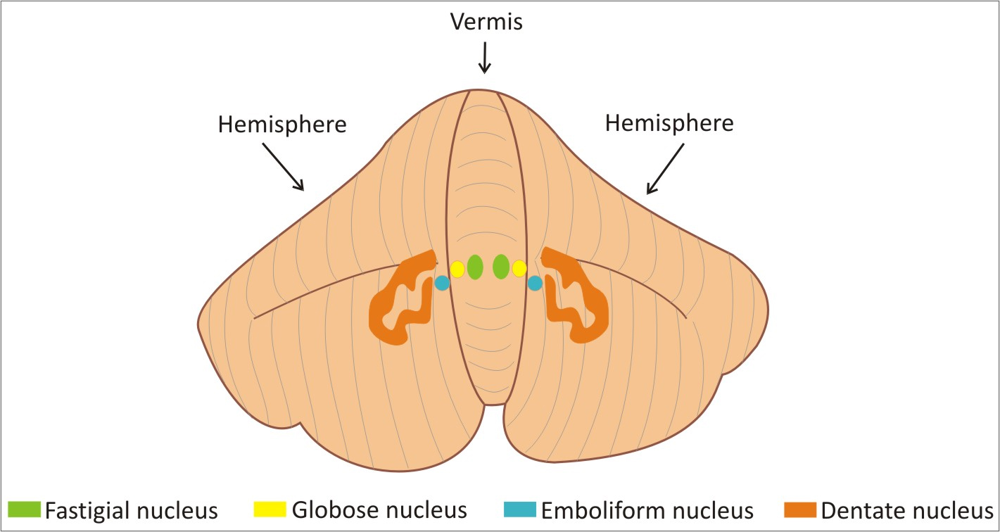 Vermis
Hemisphere
Hemisphere
Fastigial nucleus
Globose nucleus
Emboliform nucleus
Dentate nucleus